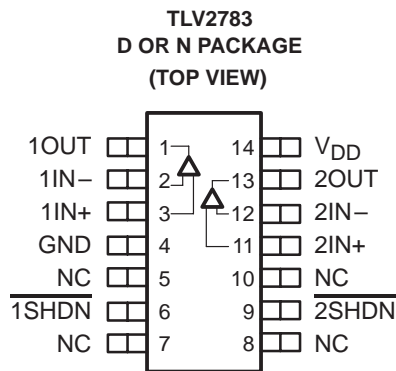 TLV2783
D OR N PACKAGE
(TOP VIEW)
1OUT 1 14 VDD
1IN− 2 13 2OUT
1IN+ 3 12 2IN−
GND 4 11 2IN+
NC 5 10 NC
1SHDN 6 9 2SHDN
NC 7 8 NC